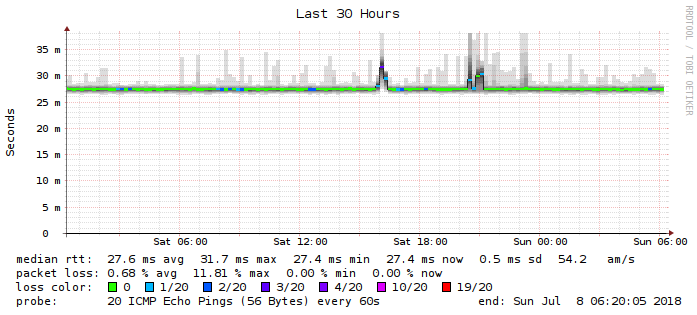 Last 30 Hours
RRDTOOL / TOBI OETIKER
Seconds
35 m
30 m
25 m
20 m
15 m
10 m
5 m
0
Sat 06:00 Sat 12:00 Sat 18:00 Sun 00:00 Sun 06:00
median rtt: 27.6 ms avg 31.7 ms max 27.4 ms min 27.4 ms now 0.5 ms sd 54.2 am/s
packet loss: 0.68 % avg 11.81 % max 0.00 % min 0.00 % now
loss color: 0 1/20 2/20 3/20 4/20 10/20 19/20
probe: 20 ICMP Echo Pings (56 Bytes) every 60s end: Sun Jul 8 06:20:05 2018